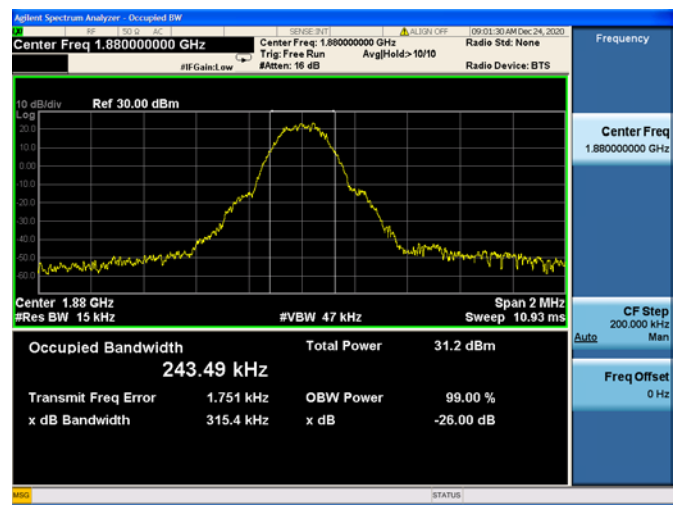 Agilent Spectrum Analyzer - Occupied BW
RF 50 Ω AC SENSE:INT ALIGN OFF 09:01:30 AM Dec 24, 2020
Center Freq 1.880000000 GHz
Center Freq: 1.880000000 GHz
Radio Std: None
Trig: Free Run Avg|Hold:> 10/10
#IFGain:Low
#Atten: 16 dB
Radio Device: BTS
Frequency
10 dB/div Ref 30.00 dBm
Log
20.0
10.0
0.00
-10.0
-20.0
-30.0
-40.0
-50.0
-60.0
Center 1.88 GHz
Span 2 MHz
#Res BW 15 kHz
#VBW 47 kHz
Sweep 10.93 ms
Occupied Bandwidth
243.49 kHz
Total Power 31.2 dBm
Transmit Freq Error 1.751 kHz
OBW Power 99.00 %
x dB Bandwidth 315.4 kHz
x dB -26.00 dB
Center Freq
1.880000000 GHz
CF Step
200.000 kHz
Auto Man
Freq Offset
0 Hz
MSG
STATUS